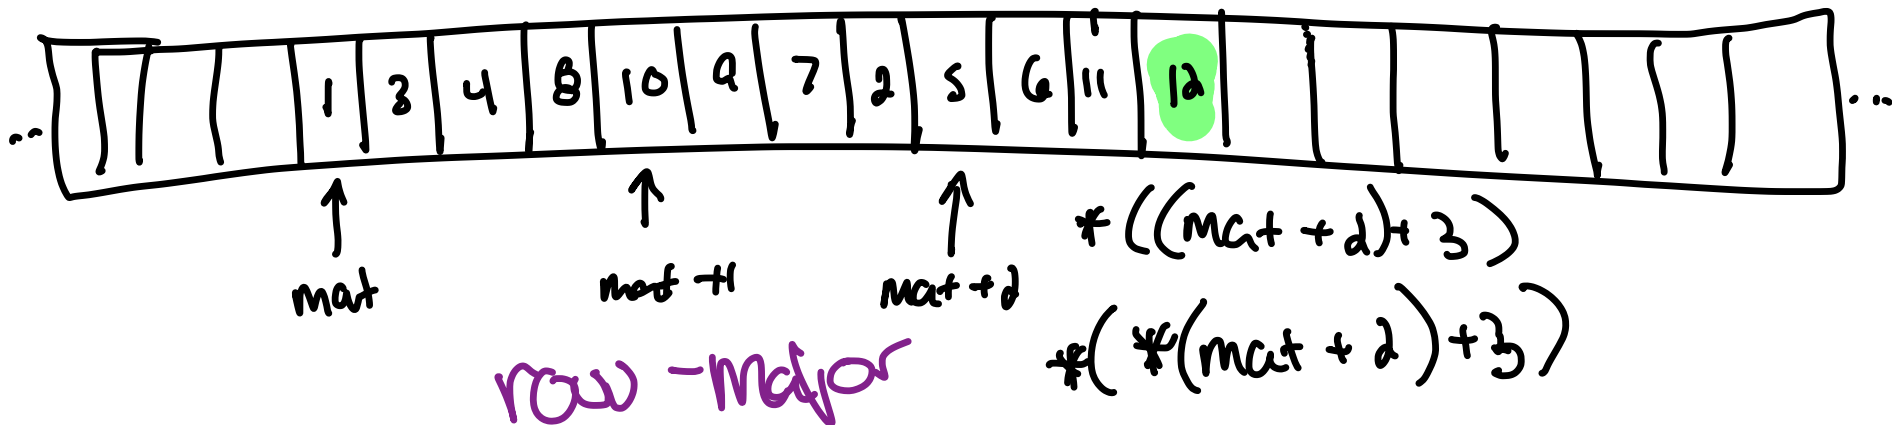 1 3 4 8 10 9 7 2 5 6 11 12
mat
mat +1
mat +2
*((mat + 2)+ 3)
*( *(mat + 2) +3)
row-major